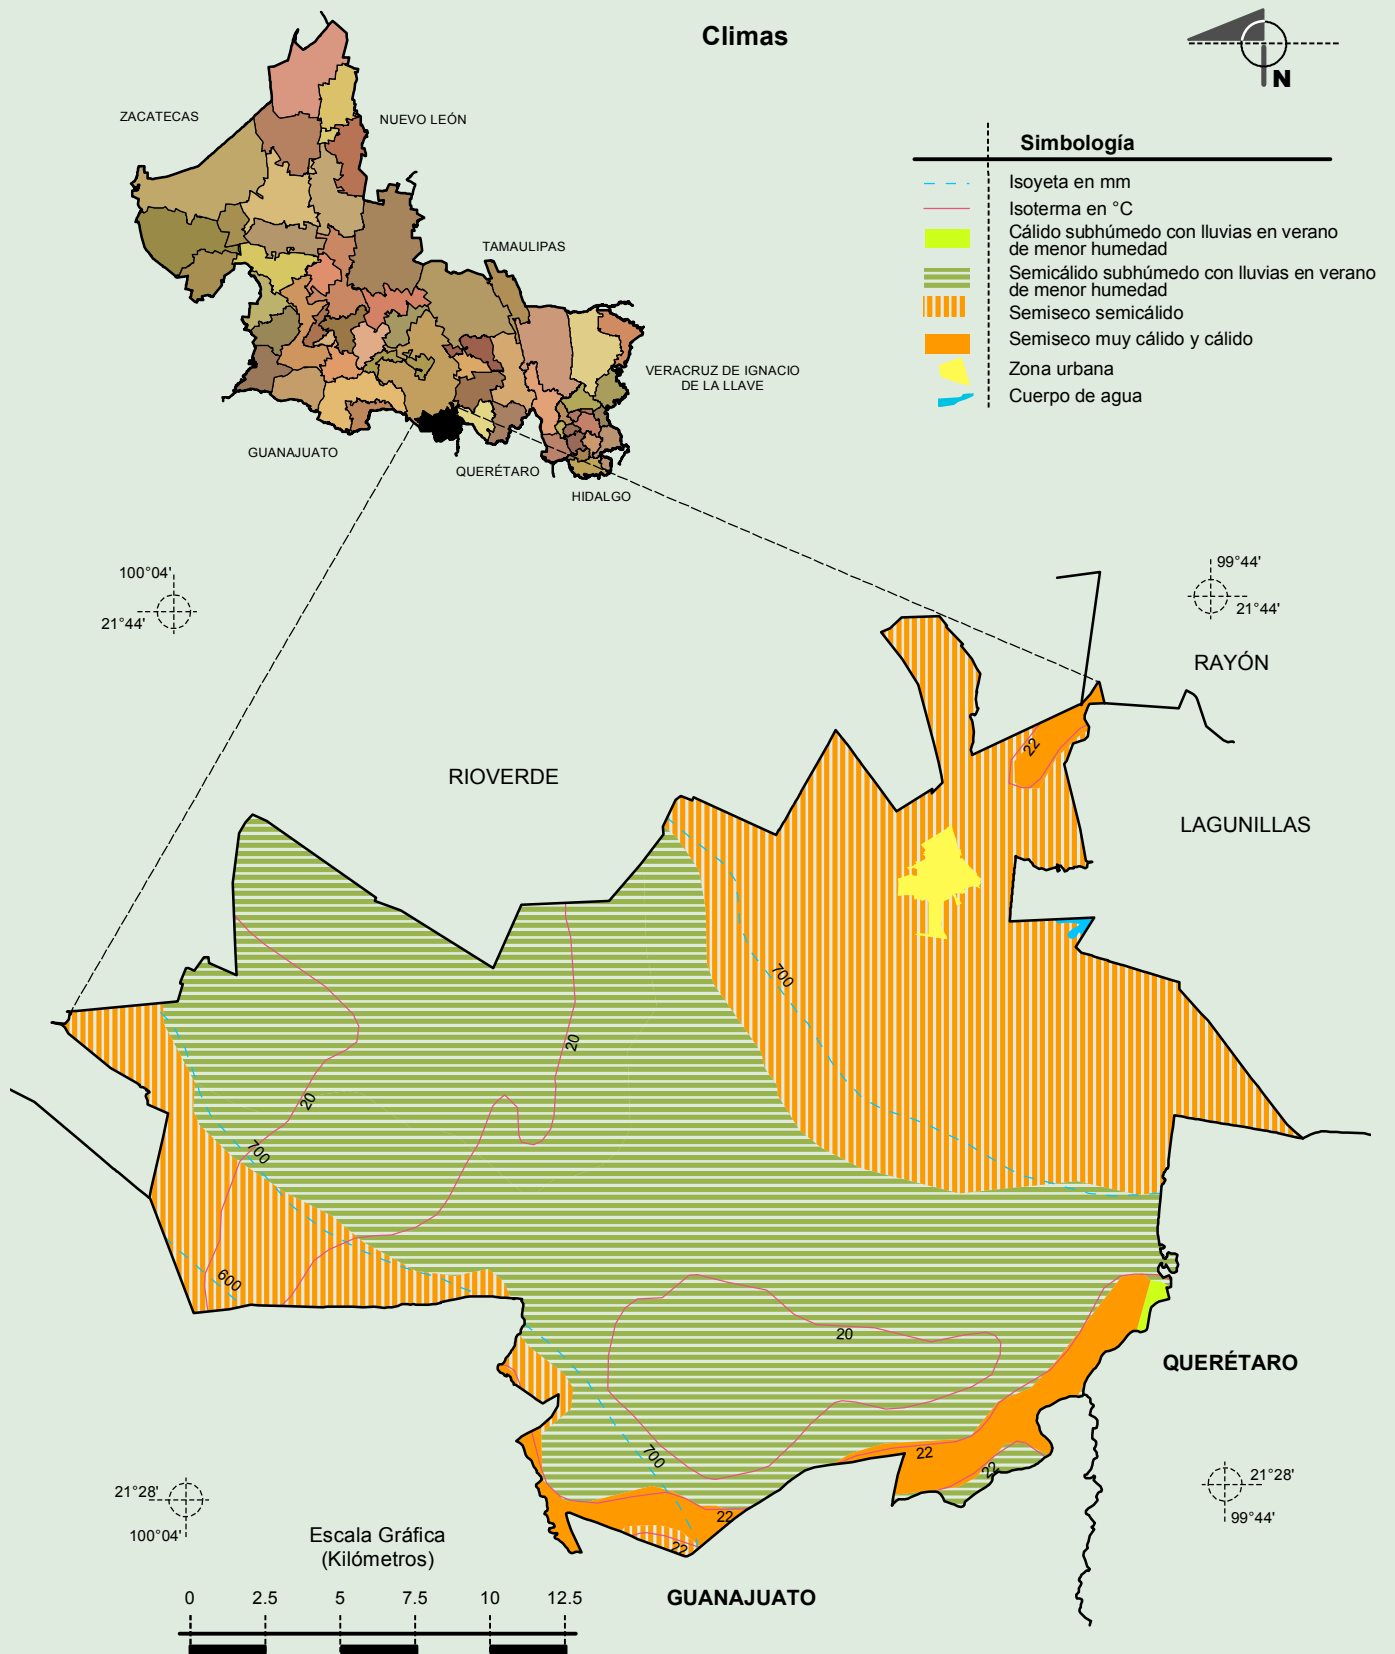 Climas
N
ZACATECAS
NUEVO LEÓN
TAMAULIPAS
VERACRUZ DE IGNACIO
DE LA LLAVE
GUANAJUATO
QUERÉTARO
HIDALGO
Simbología
Isoyeta en mm
Isoterma en °C
Cálido subhúmedo con lluvias en verano
de menor humedad
Semicálido subhúmedo con lluvias en verano
de menor humedad
Semiseco semicálido
Semiseco muy cálido y cálido
Zona urbana
Cuerpo de agua
100°04'
21°44'
99°44'
21°44'
RAYÓN
RIOVERDE
LAGUNILLAS
22
700
20
20
700
600
20
700
22
22
22
22
QUERÉTARO
21°28'
100°04'
21°28'
99°44'
Escala Gráfica
(Kilómetros)
0 2.5 5 7.5 10 12.5
GUANAJUATO